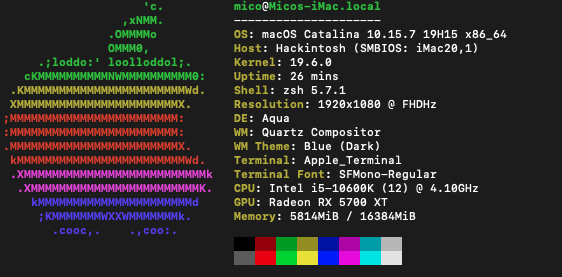 'c.
,xNMM.
.OMMMMo
OMMM0,
.;loddo:' loolloddol;.
cKMMMMMMMMMMNWMMMMMMMMMM0:
.KMMMMMMMMMMMMMMMMMMMMMMMWd.
XMMMMMMMMMMMMMMMMMMMMMMMX.
;MMMMMMMMMMMMMMMMMMMMMMMM:
:MMMMMMMMMMMMMMMMMMMMMMMM:
.MMMMMMMMMMMMMMMMMMMMMMMMX.
kMMMMMMMMMMMMMMMMMMMMMMMMWd.
.XMMMMMMMMMMMMMMMMMMMMMMMMMMk
.XMMMMMMMMMMMMMMMMMMMMMMMMK.
kMMMMMMMMMMMMMMMMMMMMMMd
;KMMMMMMMWXXWMMMMMMMk.
.cooc,.    .,coo:.
mico@Micos-iMac.local
---------------------
OS: macOS Catalina 10.15.7 19H15 x86_64
Host: Hackintosh (SMBIOS: iMac20,1)
Kernel: 19.6.0
Uptime: 26 mins
Shell: zsh 5.7.1
Resolution: 1920x1080 @ FHDHz
DE: Aqua
WM: Quartz Compositor
WM Theme: Blue (Dark)
Terminal: Apple_Terminal
Terminal Font: SFMono-Regular
CPU: Intel i5-10600K (12) @ 4.10GHz
GPU: Radeon RX 5700 XT
Memory: 5814MiB / 16384MiB